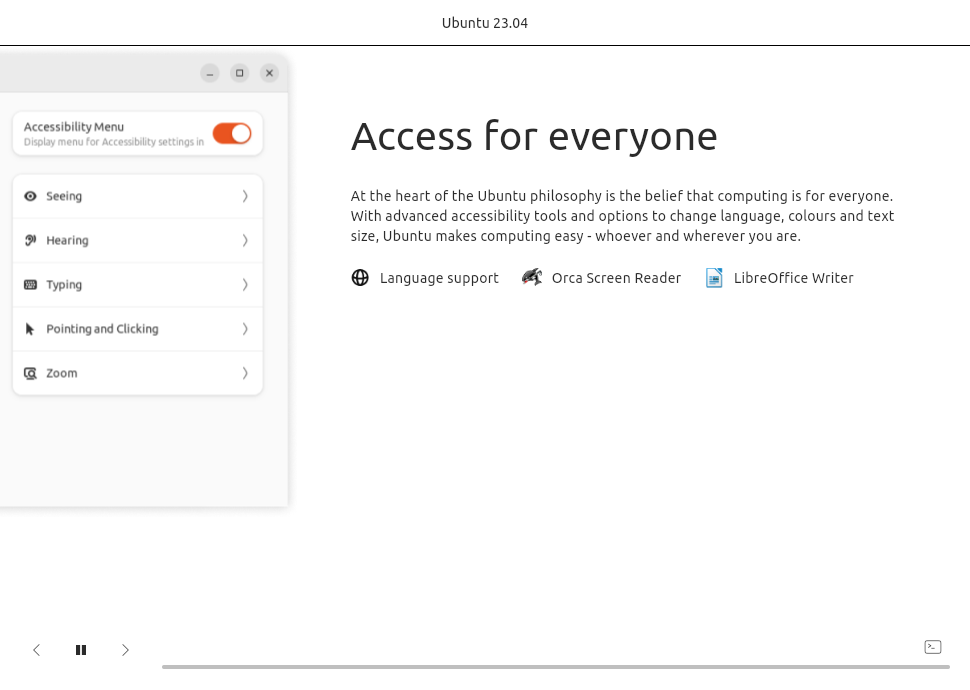 Ubuntu 23.04
Accessibility Menu
Display menu for Accessibility settings in
Seeing
Hearing
Typing
Pointing and Clicking
Zoom
Access for everyone
At the heart of the Ubuntu philosophy is the belief that computing is for everyone.
With advanced accessibility tools and options to change language, colours and text
size, Ubuntu makes computing easy - whoever and wherever you are.
Language support
Orca Screen Reader
LibreOffice Writer